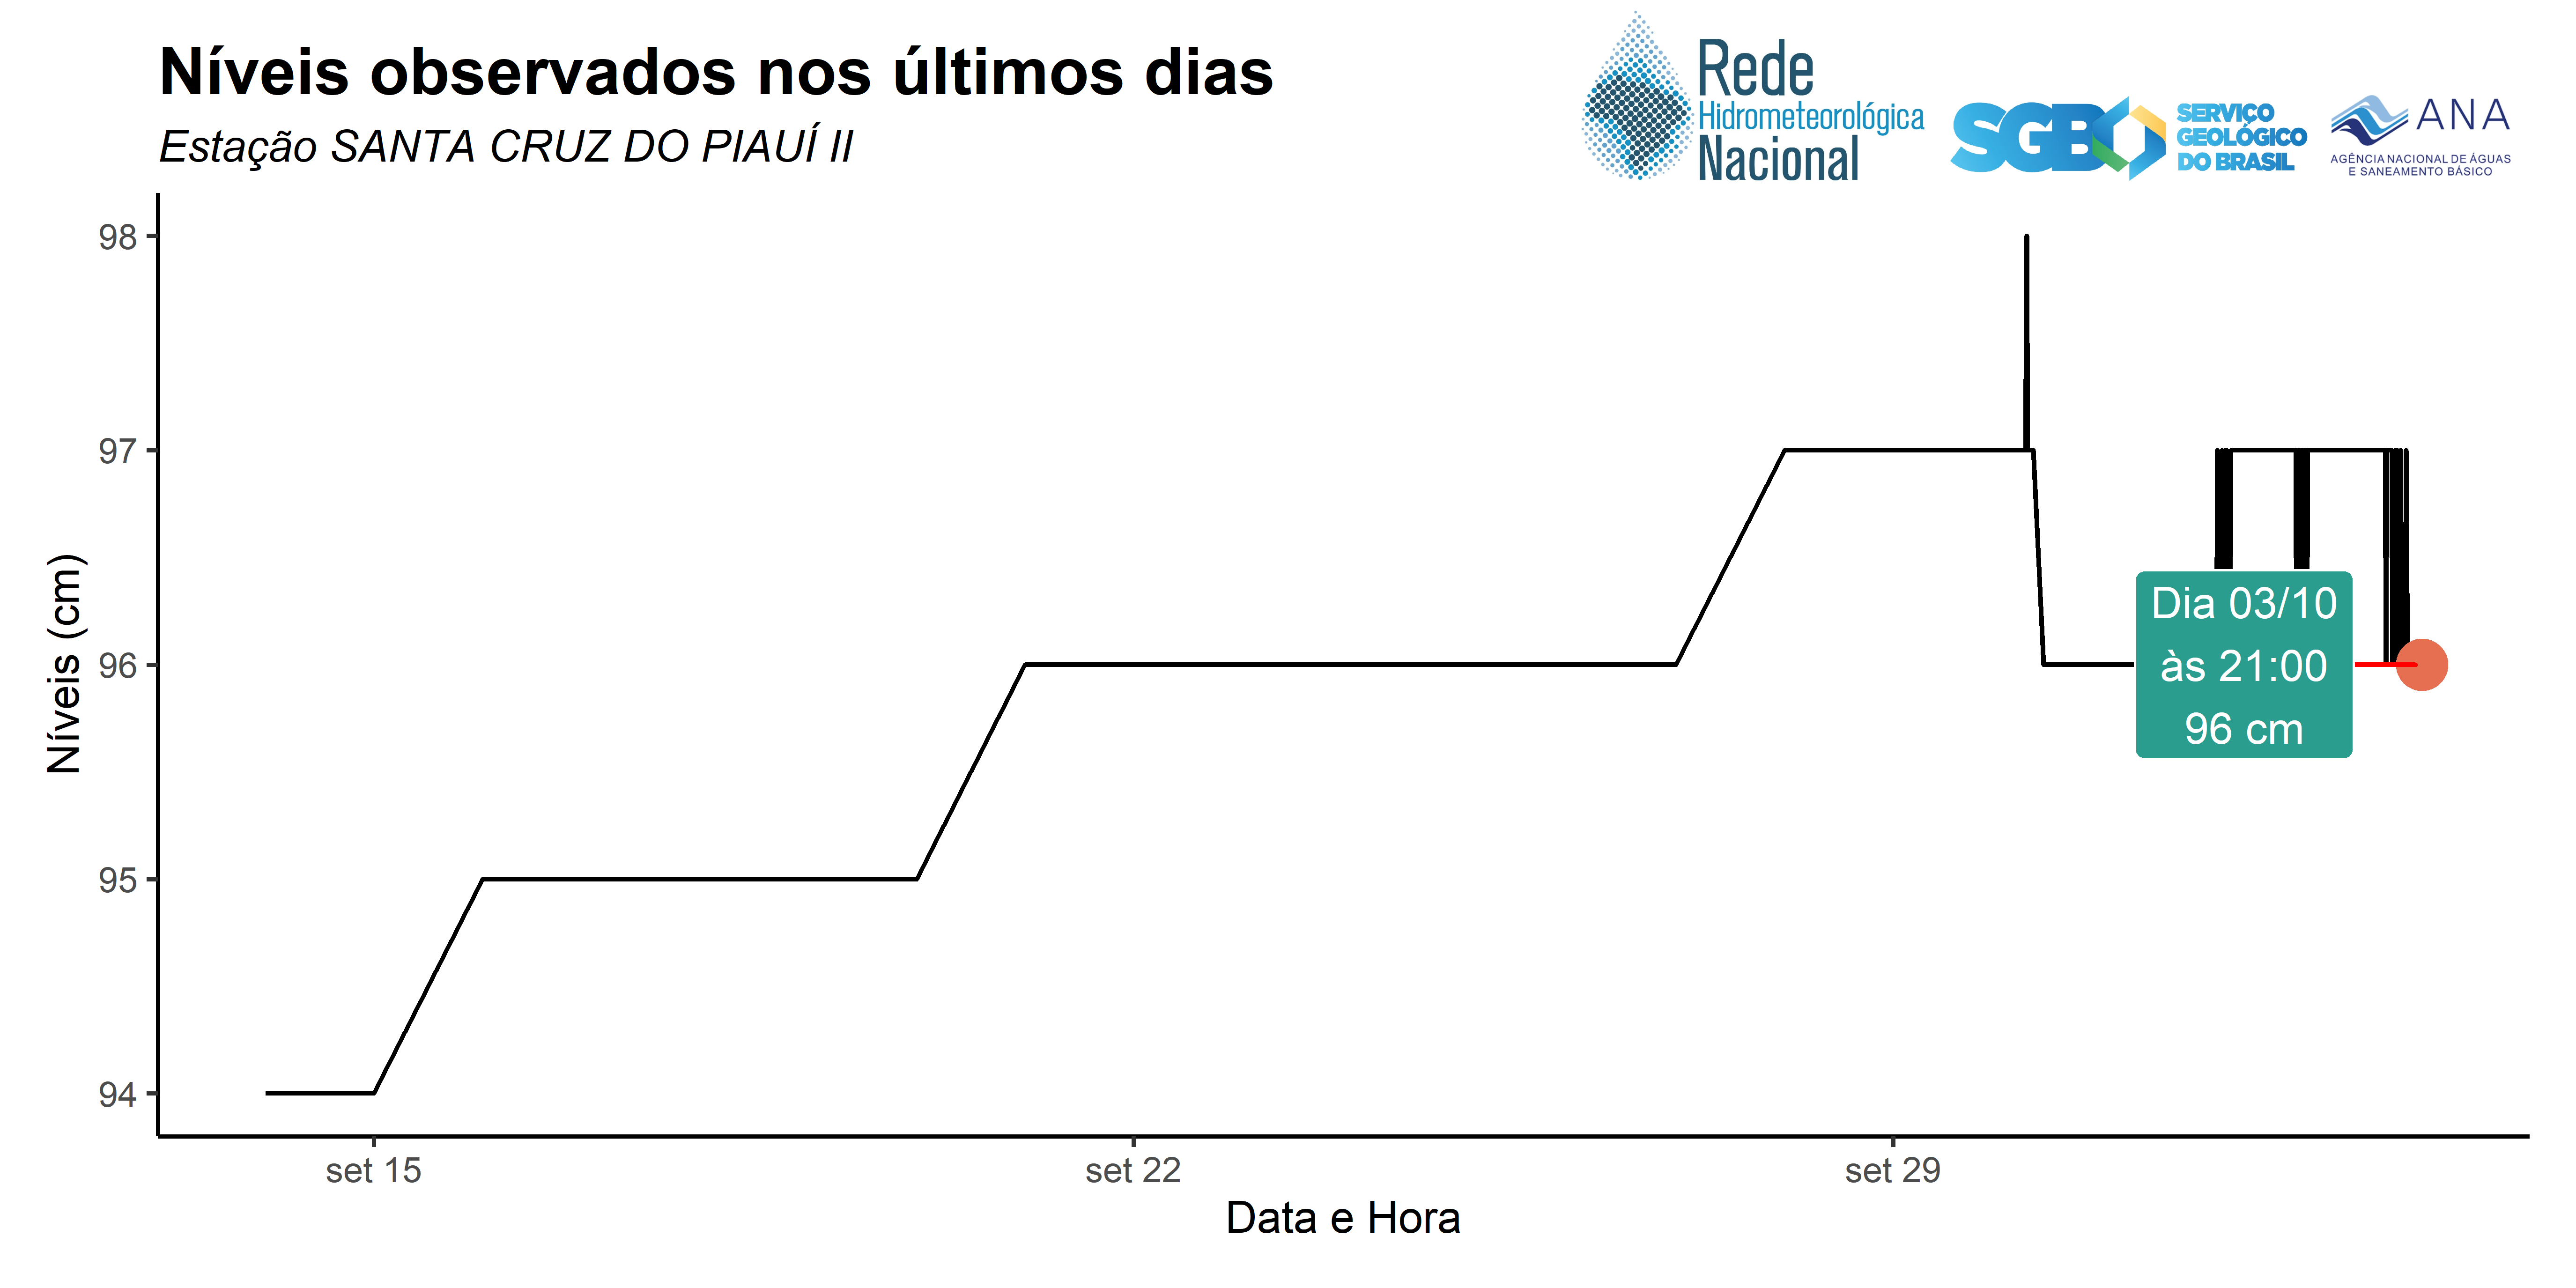 Níveis observados nos últimos dias
Estação SANTA CRUZ DO PIAUÍ II
Rede
Hidrometeorológica
Nacional
SGB
SERVIÇO
GEOLÓGICO
DO BRASIL
ANA
AGÊNCIA NACIONAL DE ÁGUAS
E SANEAMENTO BÁSICO
Níveis (cm)
98
97
96
95
94
Dia 03/10
às 21:00
96 cm
set 15
set 22
set 29
Data e Hora